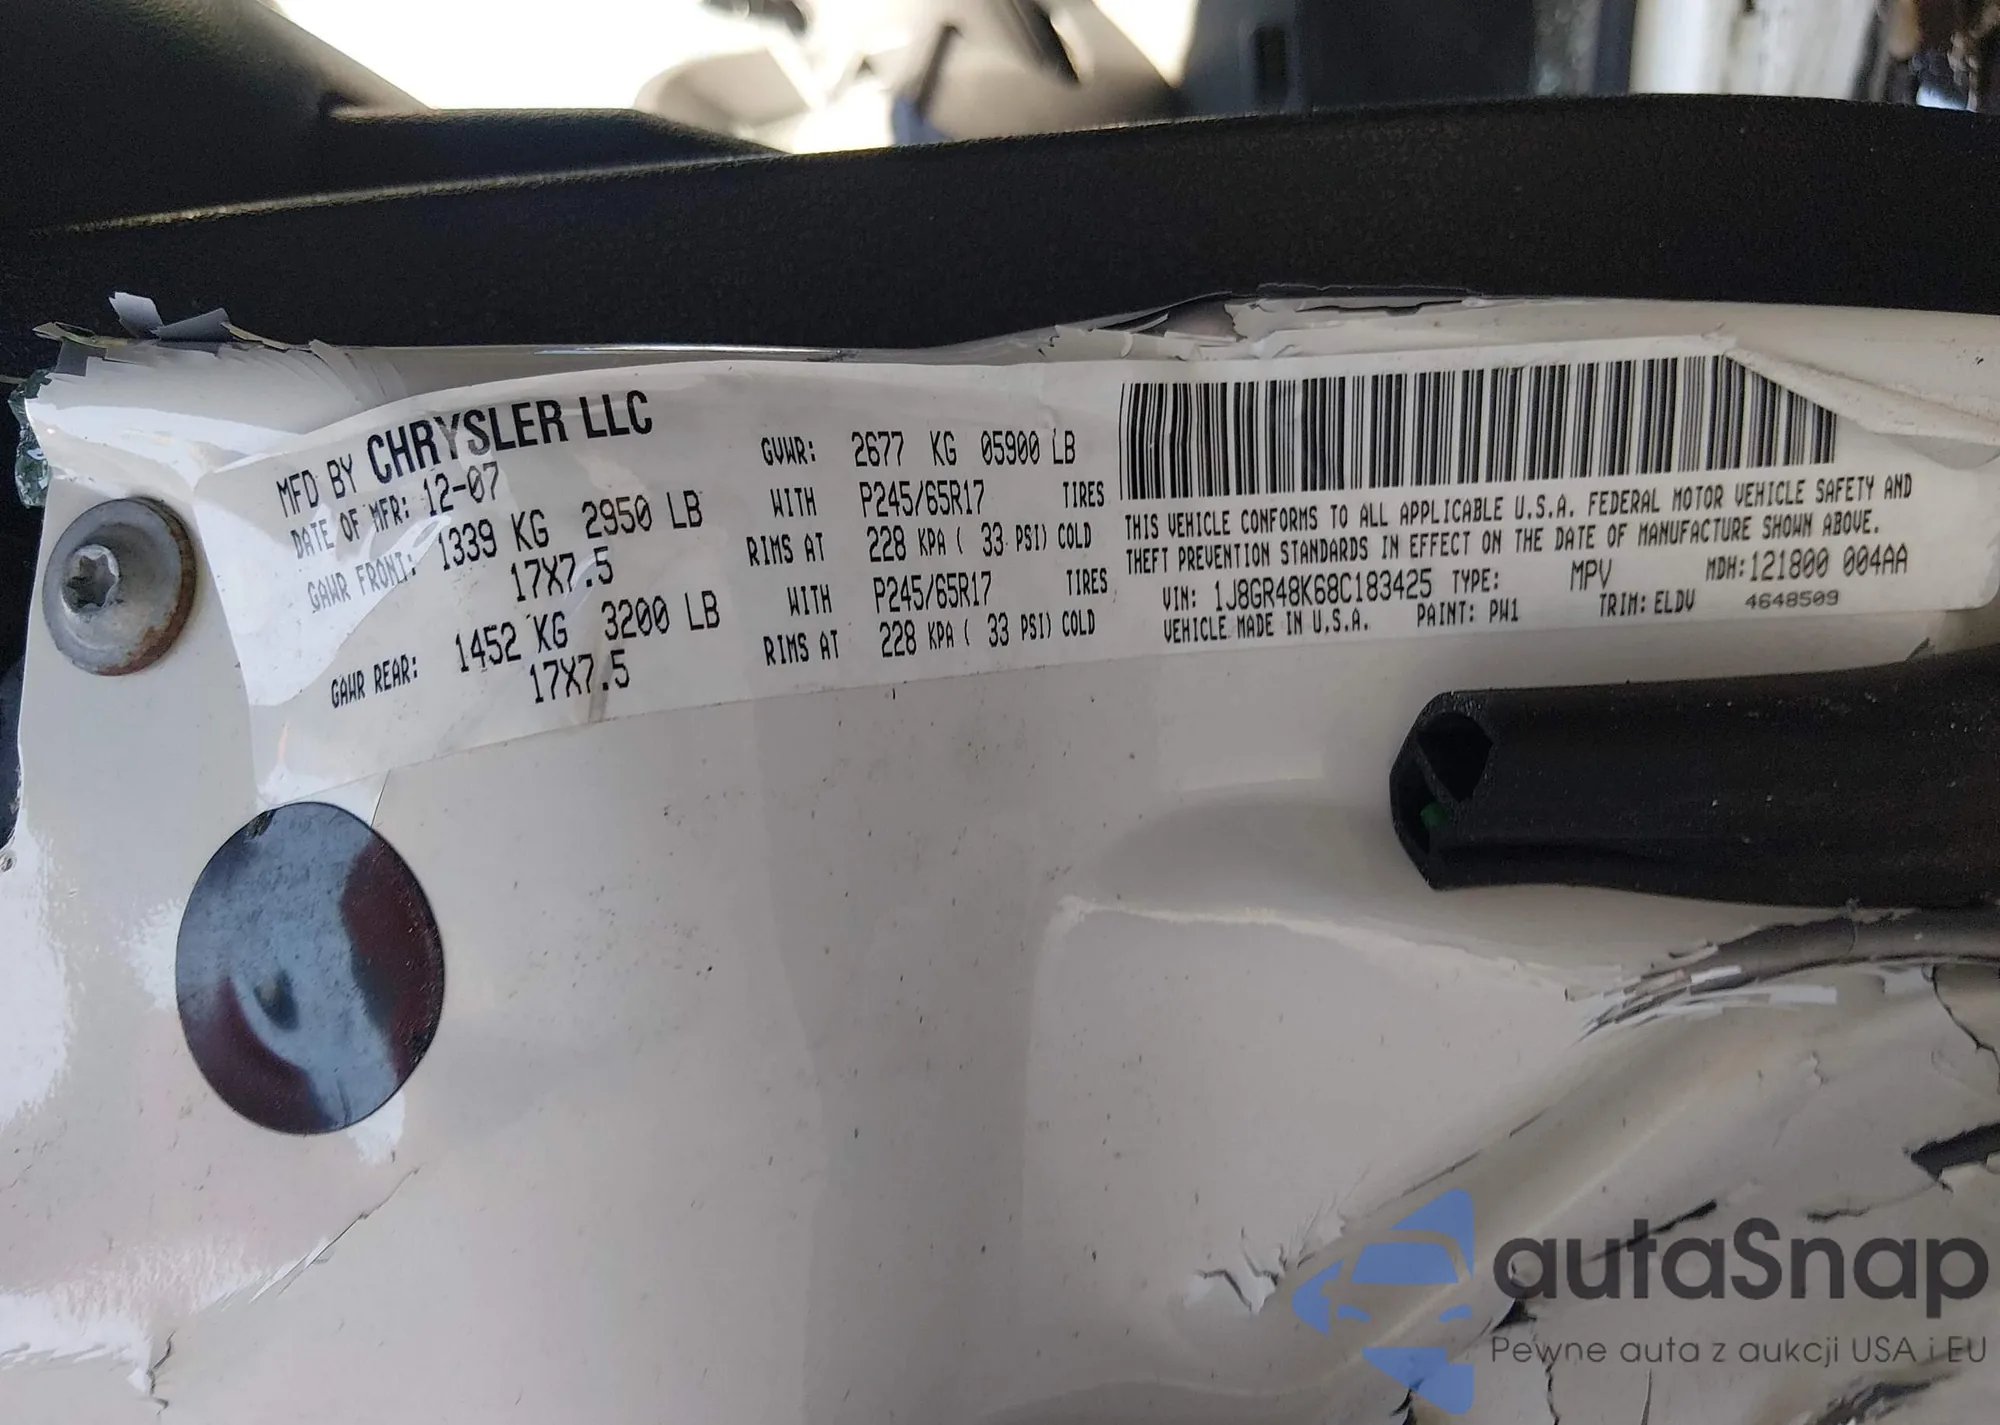 MFD BY CHRYSLER LLC
DATE OF MFR: 12-07
GAWR FRONT: 1339 KG 2950 LB
17X7.5
GAWR REAR: 1452 KG 3200 LB
17X7.5
GVWR: 2677 KG 05900 LB
WITH P245/65R17 TIRES
RIMS AT 228 KPA ( 33 PSI) COLD
WITH P245/65R17 TIRES
RIMS AT 228 KPA ( 33 PSI) COLD
THIS VEHICLE CONFORMS TO ALL APPLICABLE U.S.A. FEDERAL MOTOR VEHICLE SAFETY AND
THEFT PREVENTION STANDARDS IN EFFECT ON THE DATE OF MANUFACTURE SHOWN ABOVE.
VIN: 1J8GR48K68C183425 TYPE: MPV MDH:121800 004AA
VEHICLE MADE IN U.S.A. PAINT: PW1 TRIM: ELDV 4648509
autaSnap
Pewne auta z aukcji USA i EU